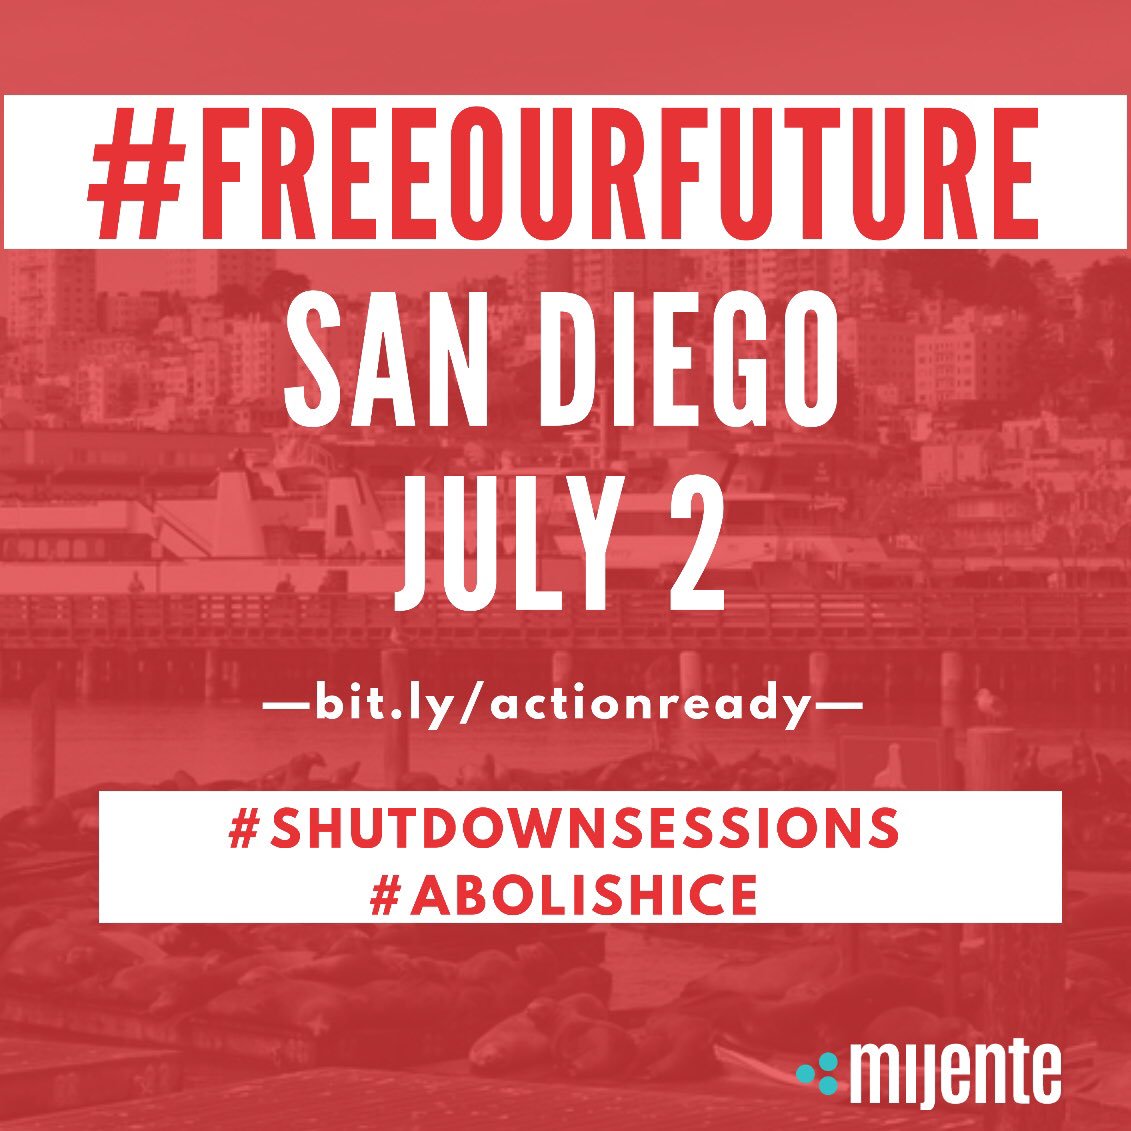 #FREEOURFUTURE
SAN DIEGO
JULY 2
—bit.ly/actionready—
#SHUTDOWNSESSIONS
#ABOLISHICE
mijente